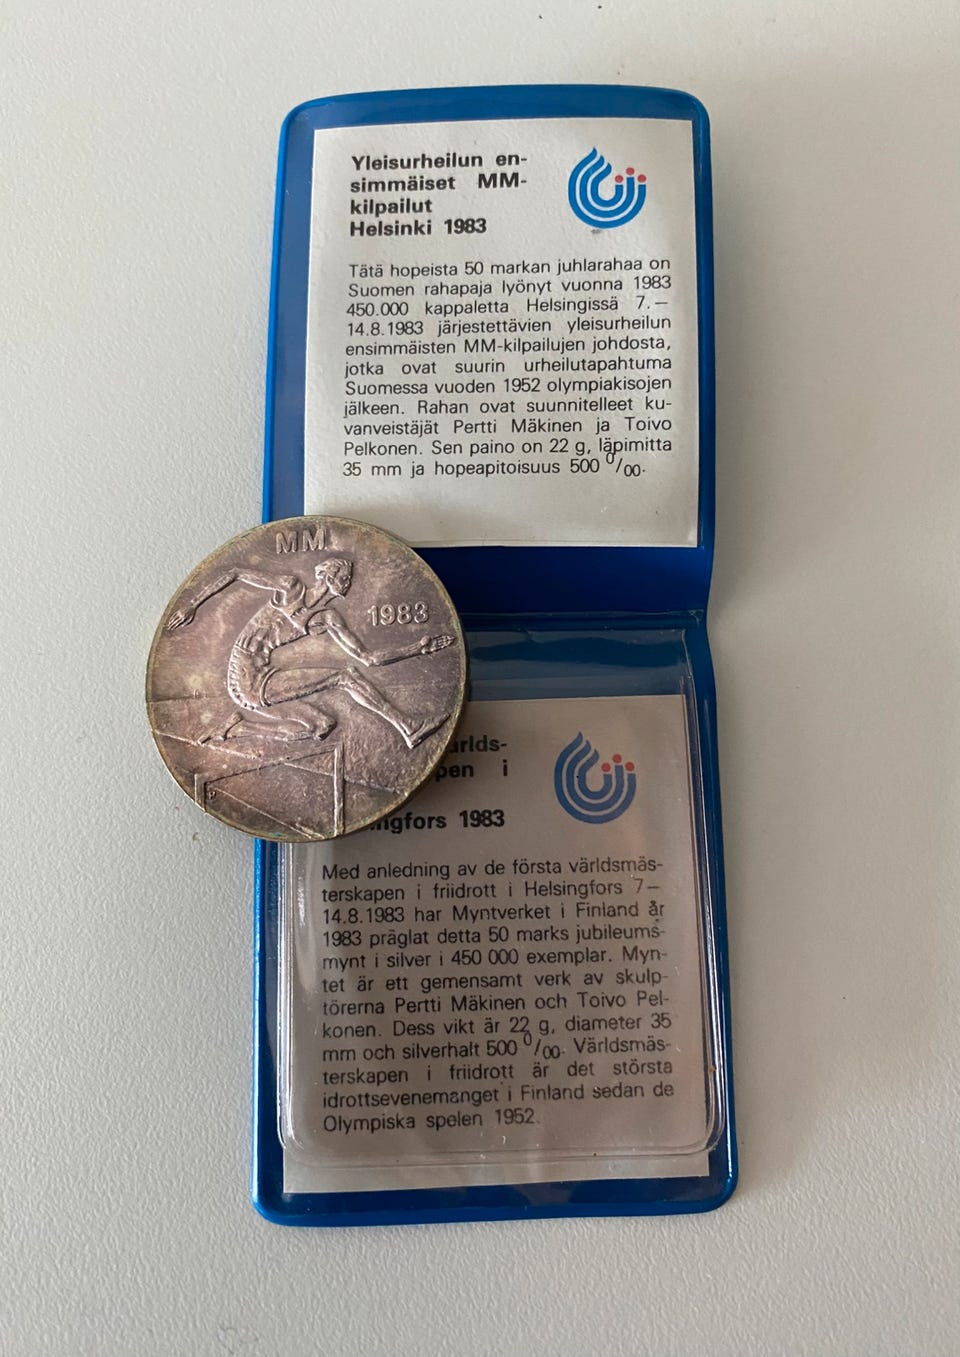 Yleisurheilun en-
simmäiset MM-
kilpailut
Helsinki 1983
Tätä hopeista 50 markan juhlarahaa on
Suomen rahapaja lyönyt vuonna 1983
450.000 kappaletta Helsingissä 7.—
14.8.1983 järjestettävien yleisurheilun
ensimmäisten MM-kilpailujen johdosta,
jotka ovat suurin urheilutapahtuma
Suomessa vuoden 1952 olympiakisojen
jälkeen. Rahan ovat suunnitelleet ku-
vanveistäjät Pertti Mäkinen ja Toivo
Pelkonen. Sen paino on 22 g, läpimitta
35 mm ja hopeapitoisuus 500 0/00.
MM
1983
P
ärlds-
pen i
ngfors 1983
Med anledning av de första världsmäs-
terskapen i friidrott i Helsingfors 7—
14.8.1983 har Myntverket i Finland år
1983 präglat detta 50 marks jubileums-
mynt i silver i 450 000 exemplar. Myn-
tet är ett gemensamt verk av skulp-
törerna Pertti Mäkinen och Toivo Pel-
konen. Dess vikt är 22 g, diameter 35
mm och silverhalt 500 0/00. Världsmäs-
terskapen i friidrott är det största
idrottsevenemanget i Finland sedan de
Olympiska spelen 1952.